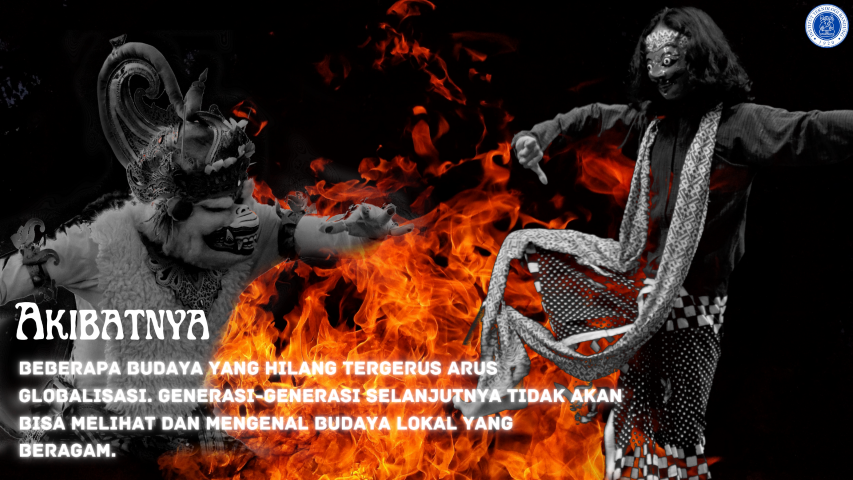 AKIBATNYA
BEBERAPA BUDAYA YANG HILANG TERGERUS ARUS
GLOBALISASI. GENERASI-GENERASI SELANJUTNYA TIDAK AKAN
BISA MELIHAT DAN MENGENAL BUDAYA LOKAL YANG
BERAGAM.